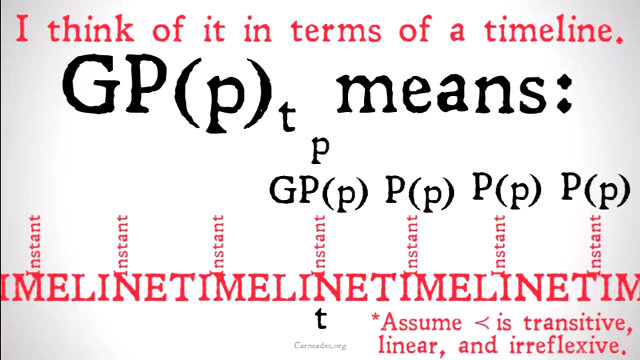 I think of it in terms of a timeline.
GP(p)t means:
p
GP(p) P(p) P(p) P(p)
Instant Instant Instant Instant Instant Instant Instant
TIMELINETIMELINETIMELINETIM
t
*Assume ≺ is transitive,
linear, and irreflexive.
Carneades.org